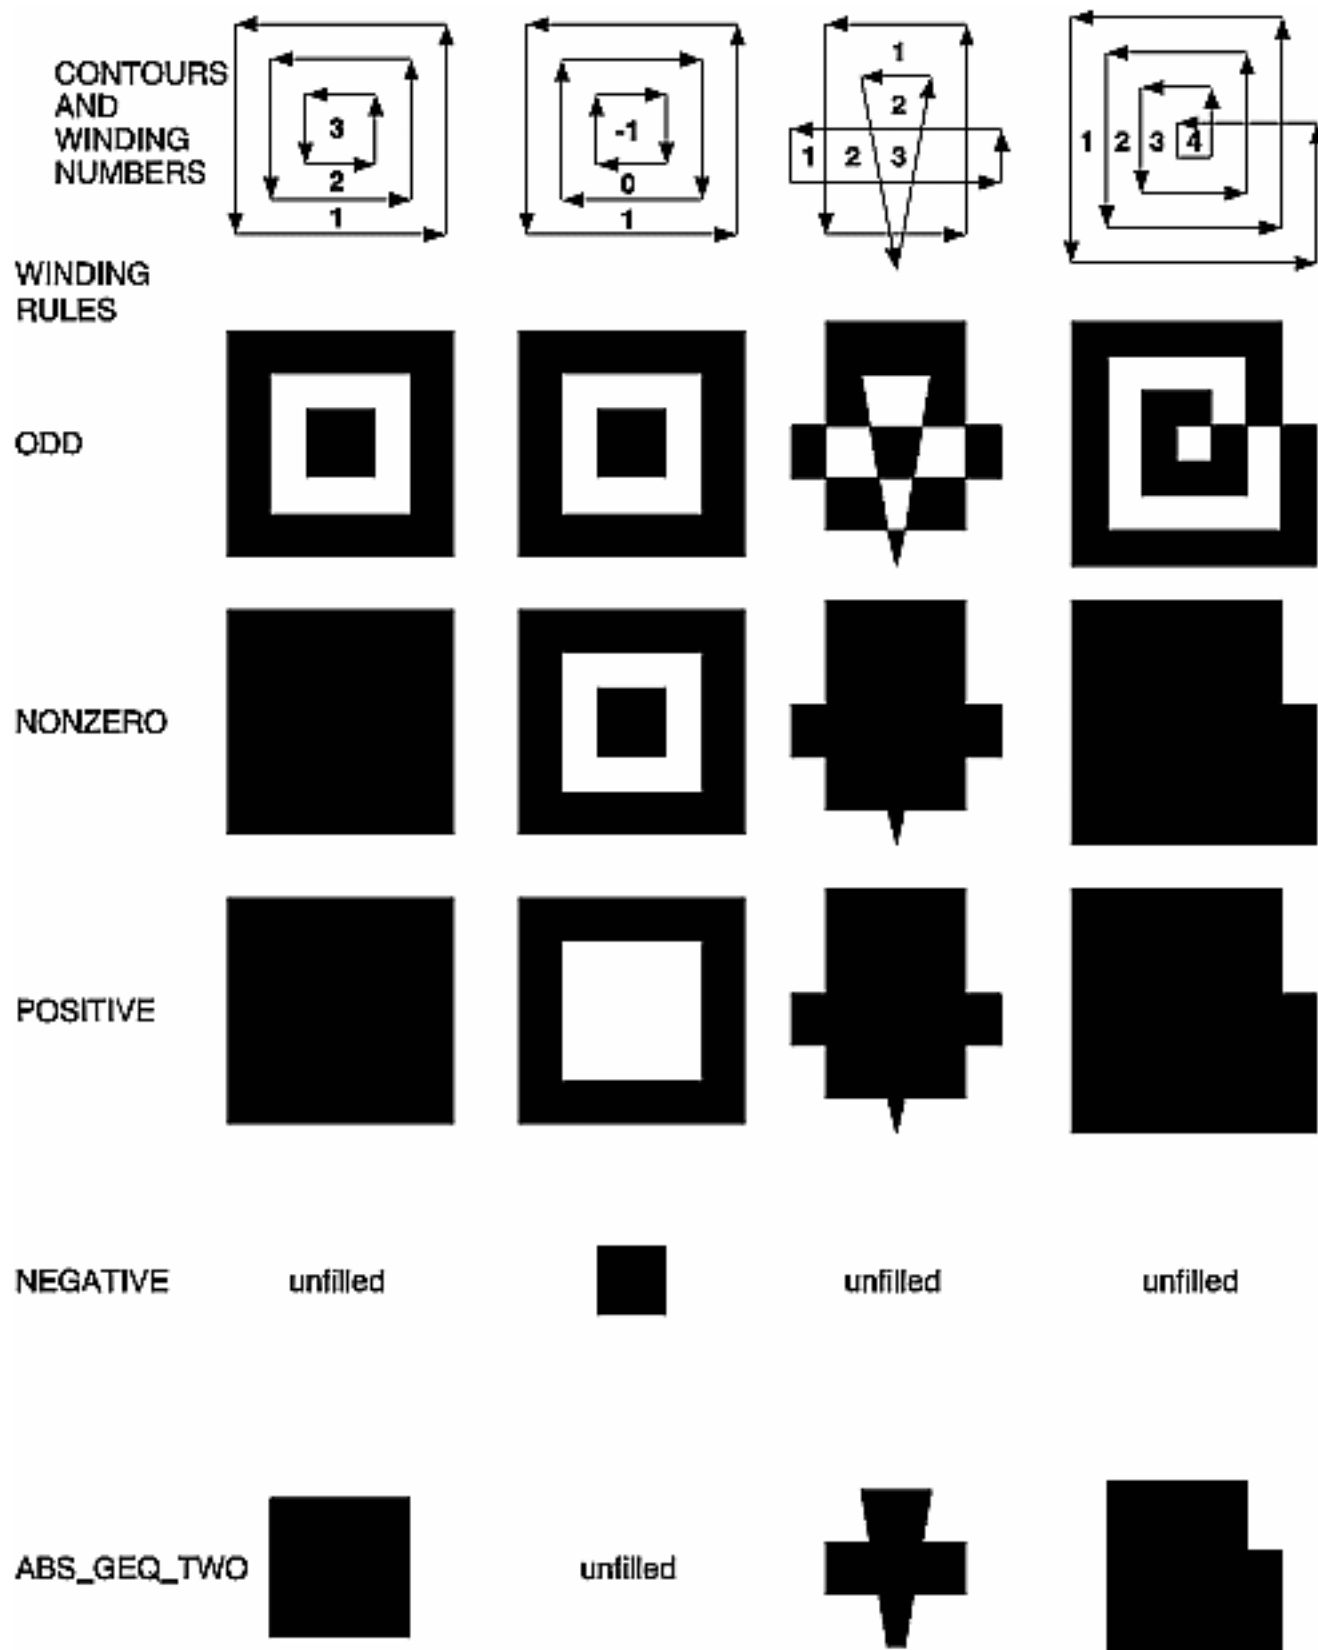 CONTOURS
AND
WINDING
NUMBERS
3
2
1
-1
0
1
1
2
1 2 3
1 2 3 4
WINDING
RULES
ODD
NONZERO
POSITIVE
NEGATIVE unfilled unfilled unfilled
ABS_GEQ_TWO unfilled